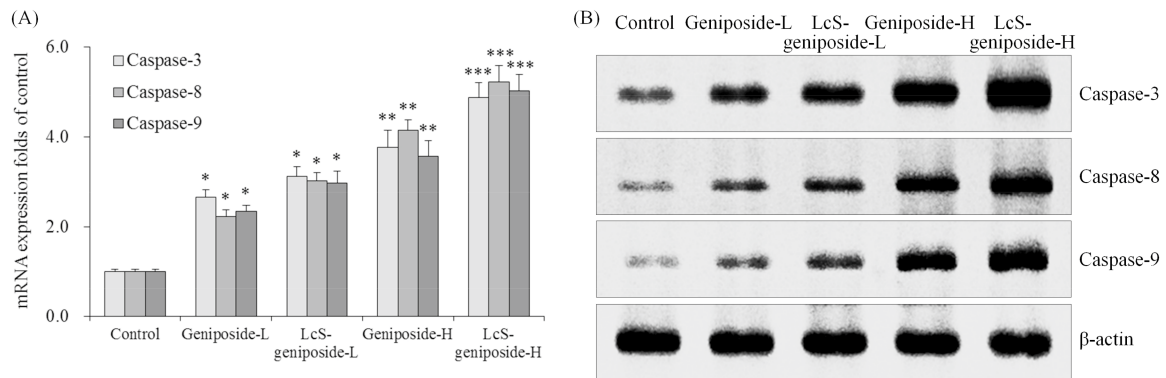 (A)
mRNA expression folds of control
6.0
4.0
2.0
0.0
Caspase-3
Caspase-8
Caspase-9
*
*
*
*
*
*
**
**
**
***
***
***
Control
Geniposide-L
LcS-
geniposide-L
Geniposide-H
LcS-
geniposide-H
(B)
Control
Geniposide-L
LcS-
geniposide-L
Geniposide-H
LcS-
geniposide-H
Caspase-3
Caspase-8
Caspase-9
β-actin